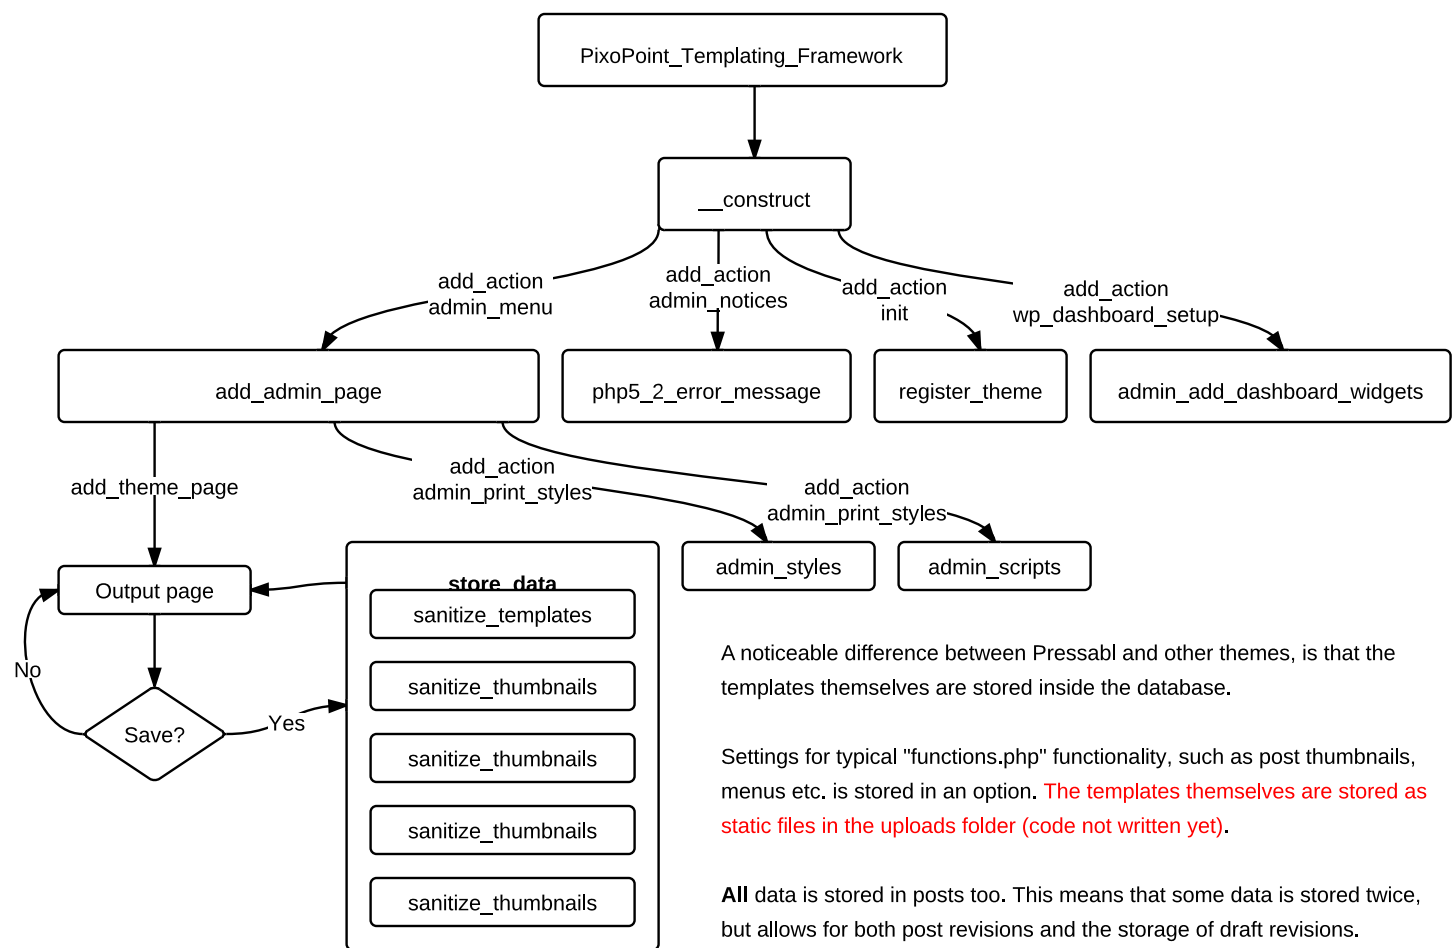 PixoPoint_Templating_Framework
__construct
add_action
admin_menu
add_action
admin_notices
add_action
init
add_action
wp_dashboard_setup
add_admin_page
php5_2_error_message
register_theme
admin_add_dashboard_widgets
add_theme_page
add_action
admin_print_styles
add_action
admin_print_styles
Output page
store_data
admin_styles
admin_scripts
sanitize_templates
No
sanitize_thumbnails
Yes
Save?
sanitize_thumbnails
sanitize_thumbnails
sanitize_thumbnails
A noticeable difference between Pressabl and other themes, is that the
templates themselves are stored inside the database.
Settings for typical "functions.php" functionality, such as post thumbnails,
menus etc. is stored in an option. The templates themselves are stored as
static files in the uploads folder (code not written yet).
All data is stored in posts too. This means that some data is stored twice,
but allows for both post revisions and the storage of draft revisions.